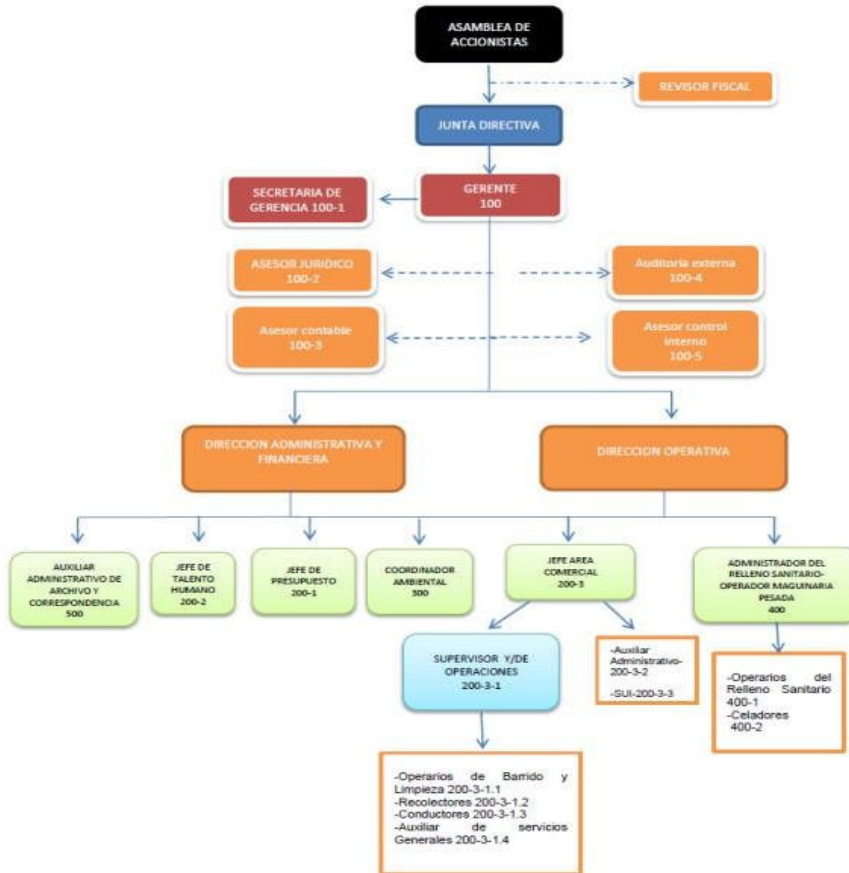 ASAMBLEA DE
ACCIONISTAS
REVISOR FISCAL
JUNTA DIRECTIVA
SECRETARIA DE
GERENCIA 100-1
GERENTE
100
ASESOR JURIDICO
100-2
Auditoria externa
100-4
Asesor contable
100-3
Asesor control
interno
100-5
DIRECCION ADMINISTRATIVA Y
FINANCIERA
DIRECCION OPERATIVA
AUXILIAR
ADMINISTRATIVO DE
ARCHIVO Y
CORRESPONDENCIA
500
JEFE DE
TALENTO
HUMANO
200-2
JEFE DE
PRESUPUESTO
200-1
COORDINADOR
AMBIENTAL
300
JEFE AREA
COMERCIAL
200-3
ADMINISTRADOR DEL
RELLENO SANITARIO-
OPERADOR MAQUINARIA
PESADA
400
SUPERVISOR Y/DE
OPERACIONES
200-3-1
-Auxiliar
Administrativo-
200-3-2
-SUI-200-3-3
-Operarios del
Relleno Sanitario
400-1
-Celadores
400-2
-Operarios de Barrido y
Limpieza 200-3-1.1
-Recolectores 200-3-1.2
-Conductores 200-3-1.3
-Auxiliar de servicios
Generales 200-3-1.4